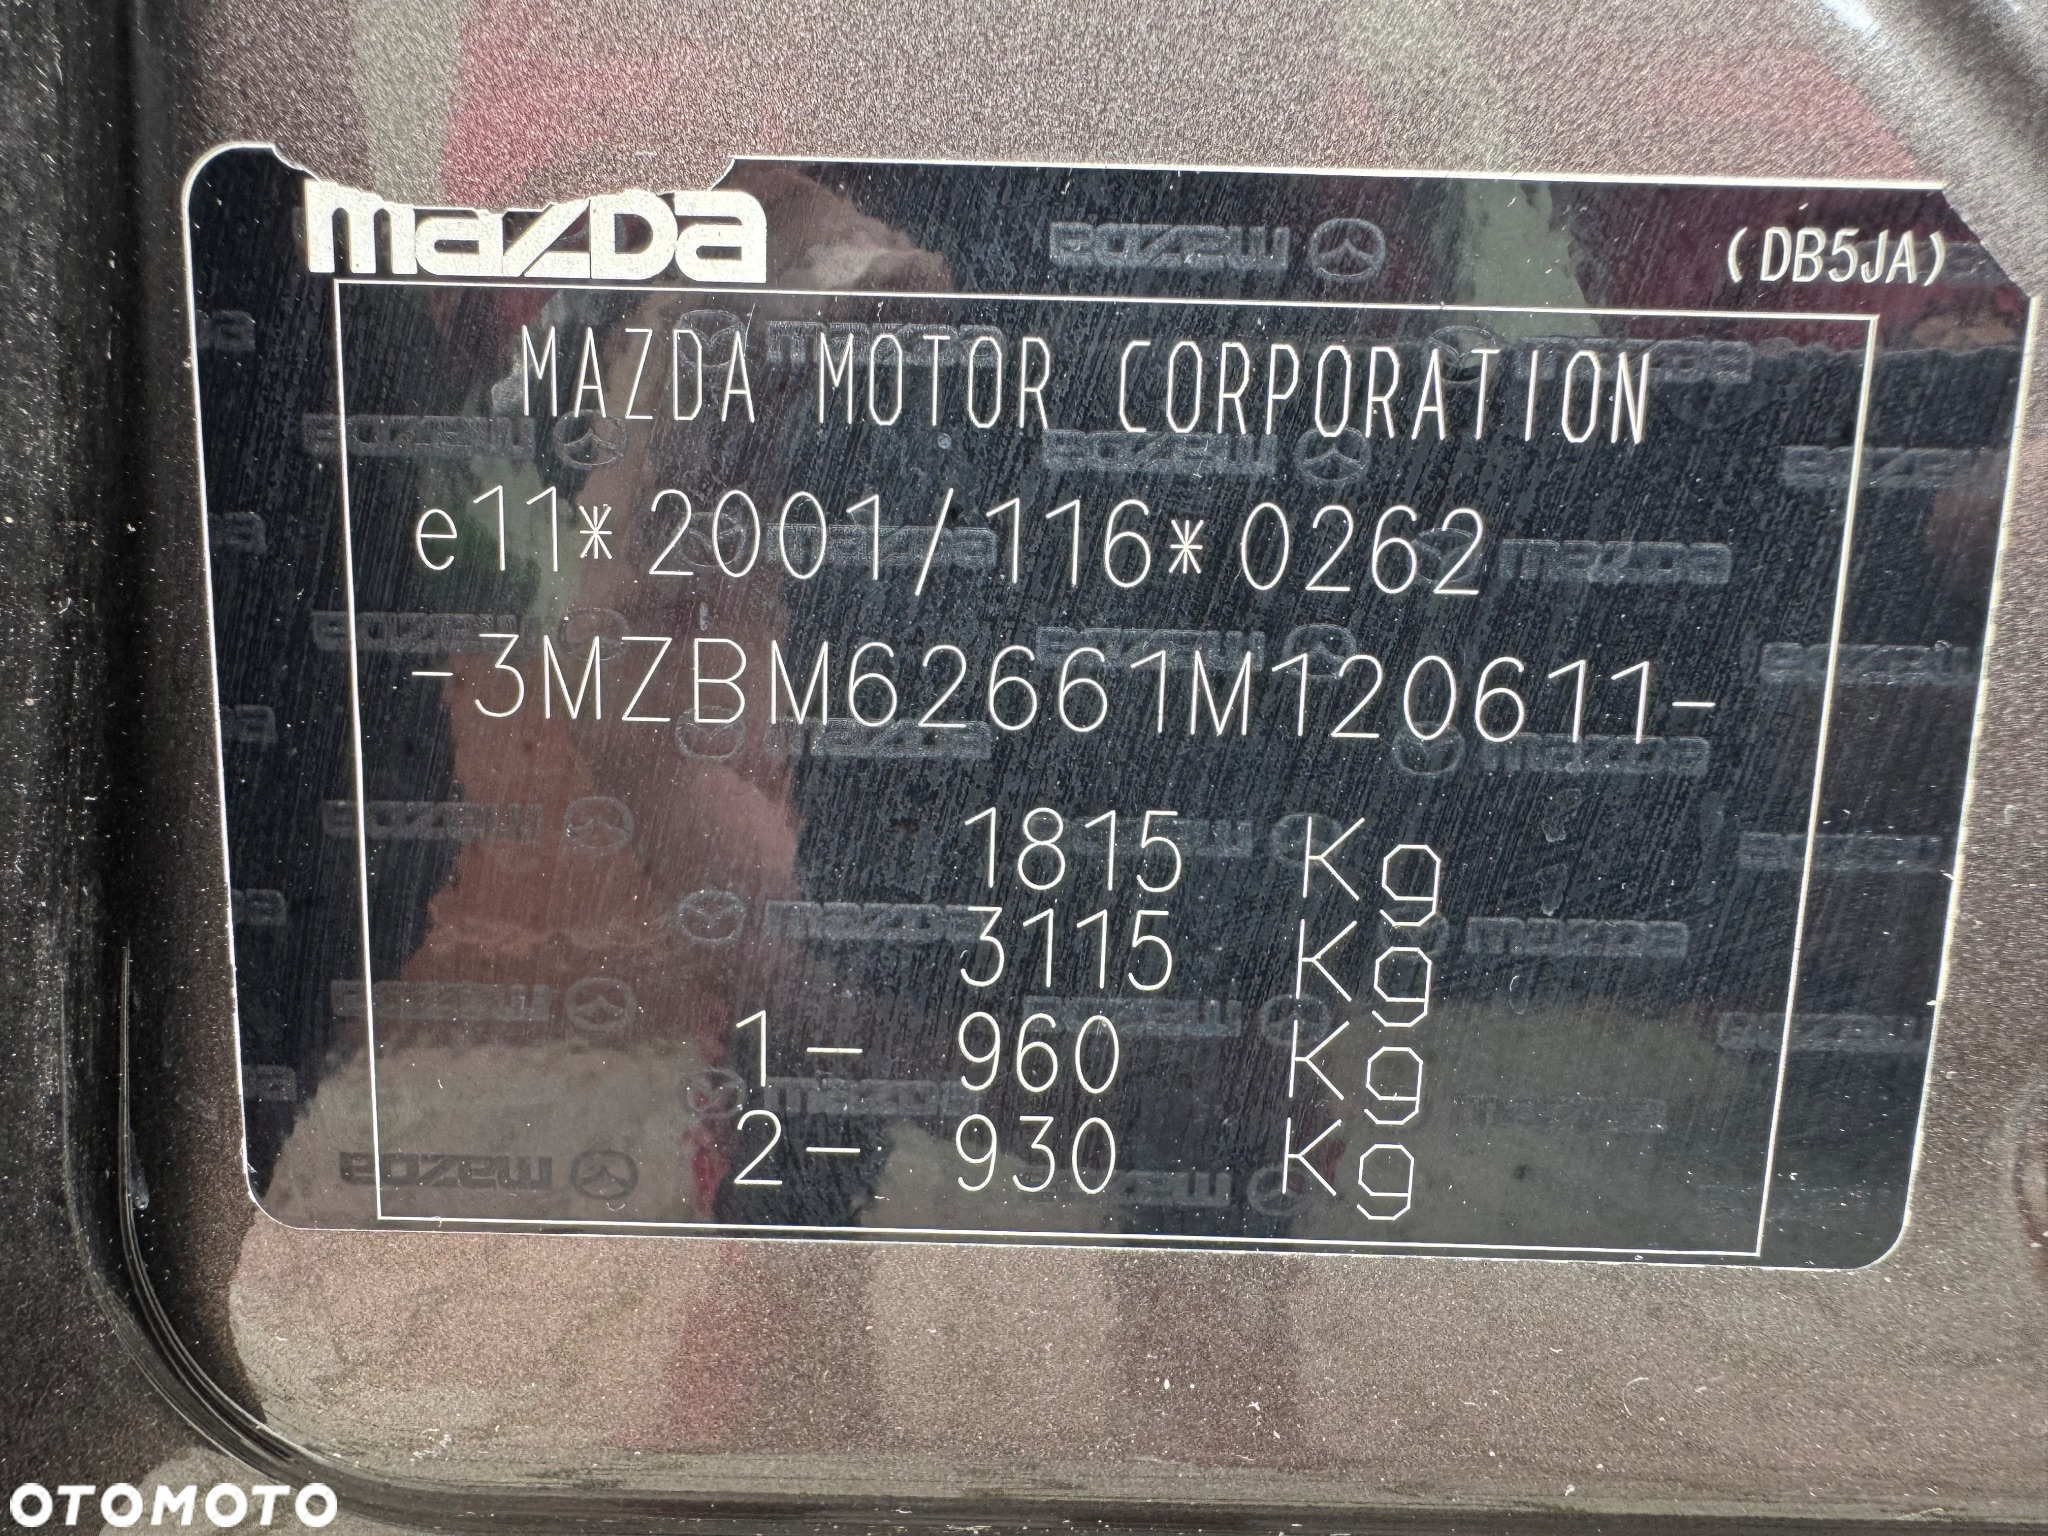 mazda
(DB5JA)
MAZDA MOTOR CORPORATION
e11*2001/116*0262
-3MZBM62661M120611-
1815 Kg
3115 Kg
1- 960 Kg
2- 930 Kg
OTOMOTO